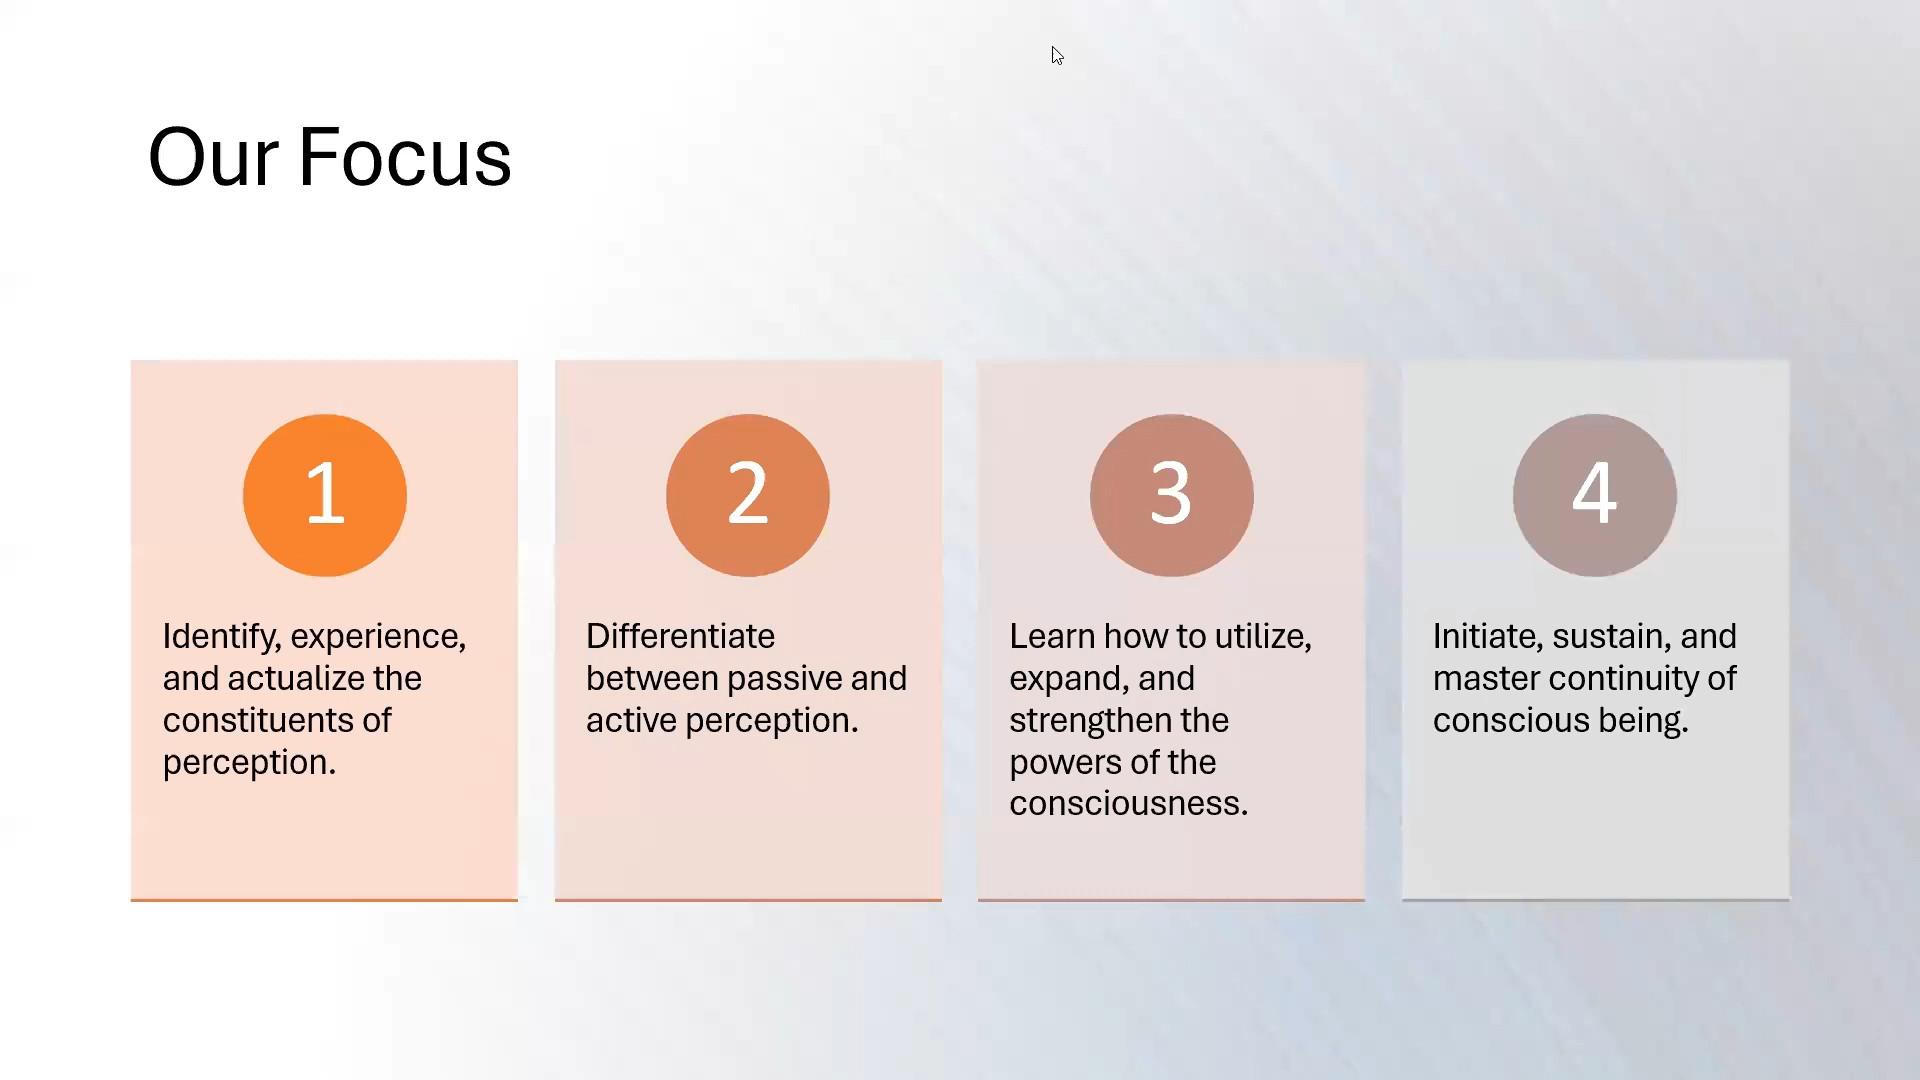 Our Focus
1
Identify, experience,
and actualize the
constituents of
perception.
2
Differentiate
between passive and
active perception.
3
Learn how to utilize,
expand, and
strengthen the
powers of the
consciousness.
4
Initiate, sustain, and
master continuity of
conscious being.